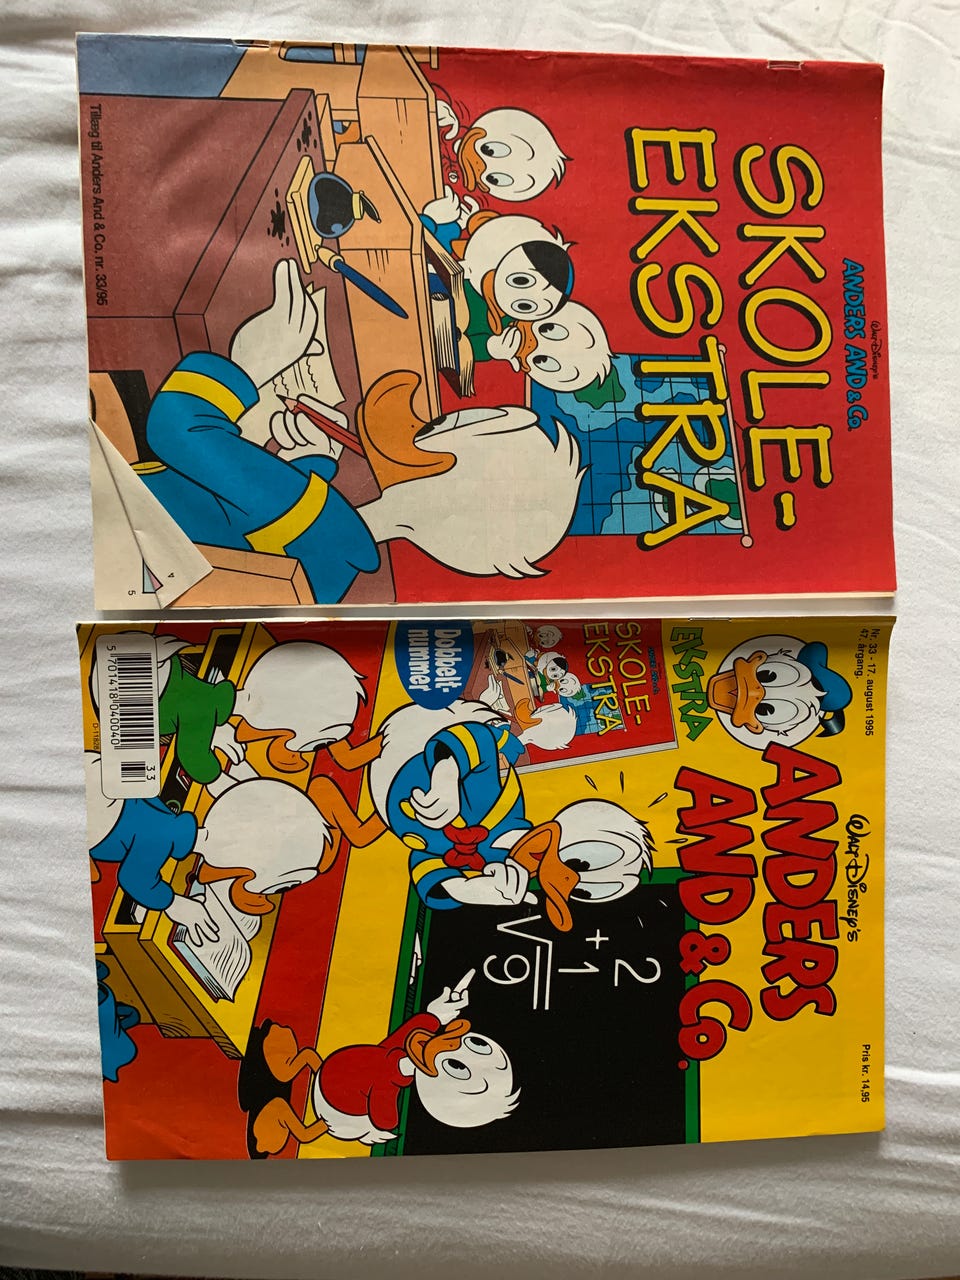 Walt Disney's
ANDERS AND & Co.
SKOLE-
EKSTRA
Tillæg til Anders And & Co. nr. 33/95
4
5
Nr. 33 - 17. august 1995
47. årgang.
Walt Disney's
Pris kr. 14,95
ANDERS
AND & Co.
EKSTRA
SKOLE-
EKSTRA
Dobbelt-
nummer
2
+ 1
√9
33
5701418040040